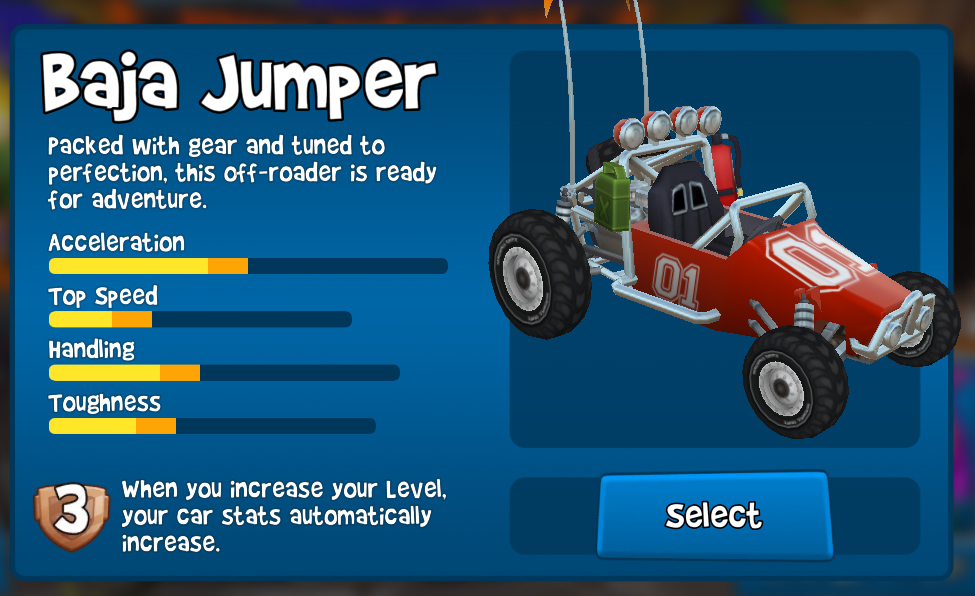 Baja Jumper
Packed with gear and tuned to
perfection, this off-roader is ready
for adventure.
Acceleration
Top Speed
Handling
Toughness
3
When you increase your Level,
your car stats automatically
increase.
01
01
Select